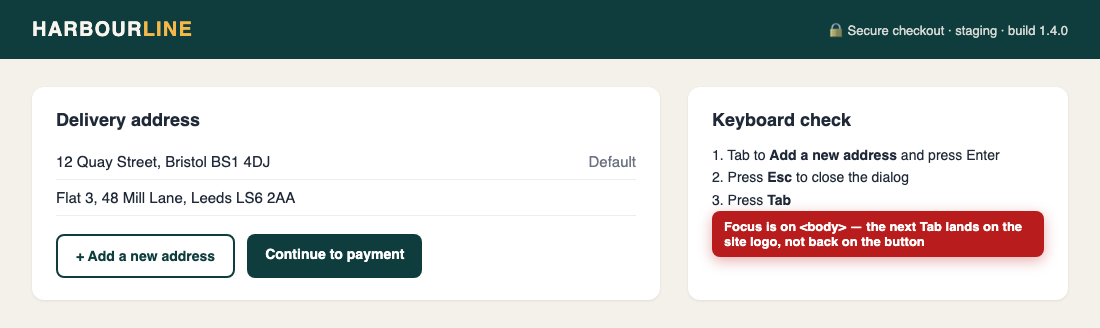 HARBOURLINE
🔒 Secure checkout · staging · build 1.4.0
Delivery address
12 Quay Street, Bristol BS1 4DJ Default
Flat 3, 48 Mill Lane, Leeds LS6 2AA
+ Add a new address
Continue to payment
Keyboard check
1. Tab to Add a new address and press Enter
2. Press Esc to close the dialog
3. Press Tab
Focus is on <body> — the next Tab lands on the
site logo, not back on the button